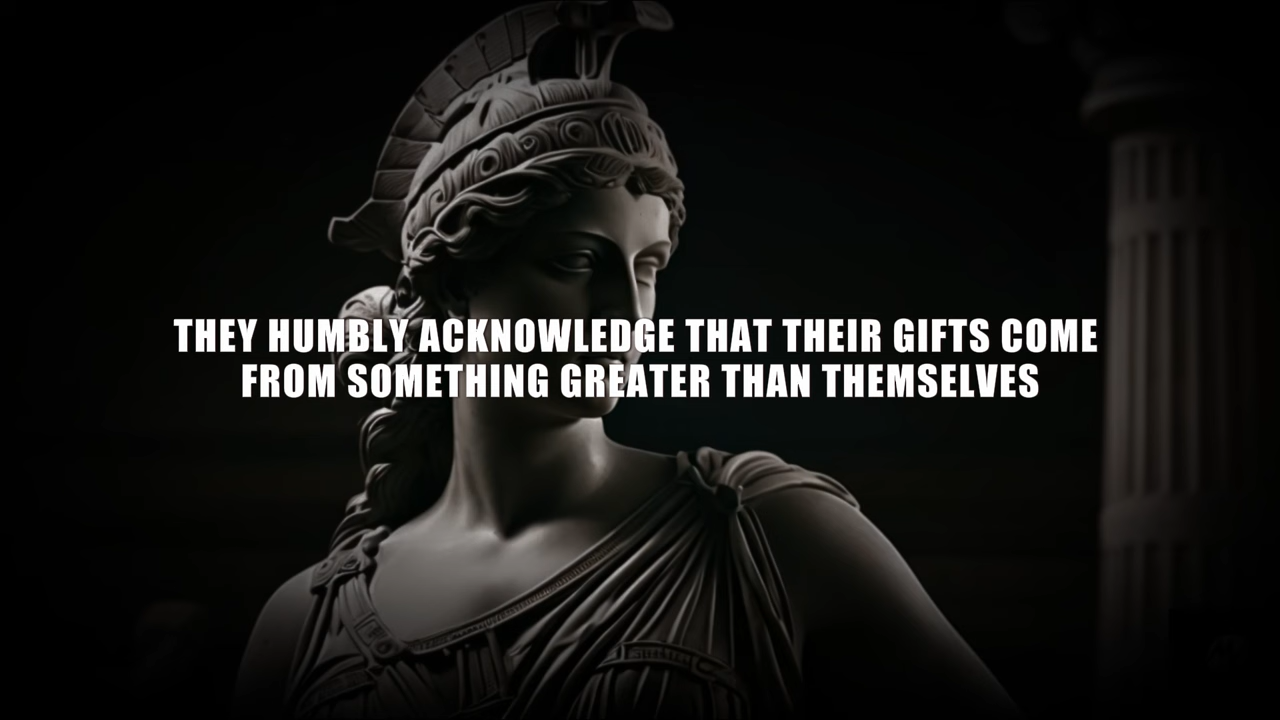 THEY HUMBLY ACKNOWLEDGE THAT THEIR GIFTS COME
FROM SOMETHING GREATER THAN THEMSELVES